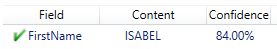 Field Content Confidence
FirstName ISABEL 84.00%